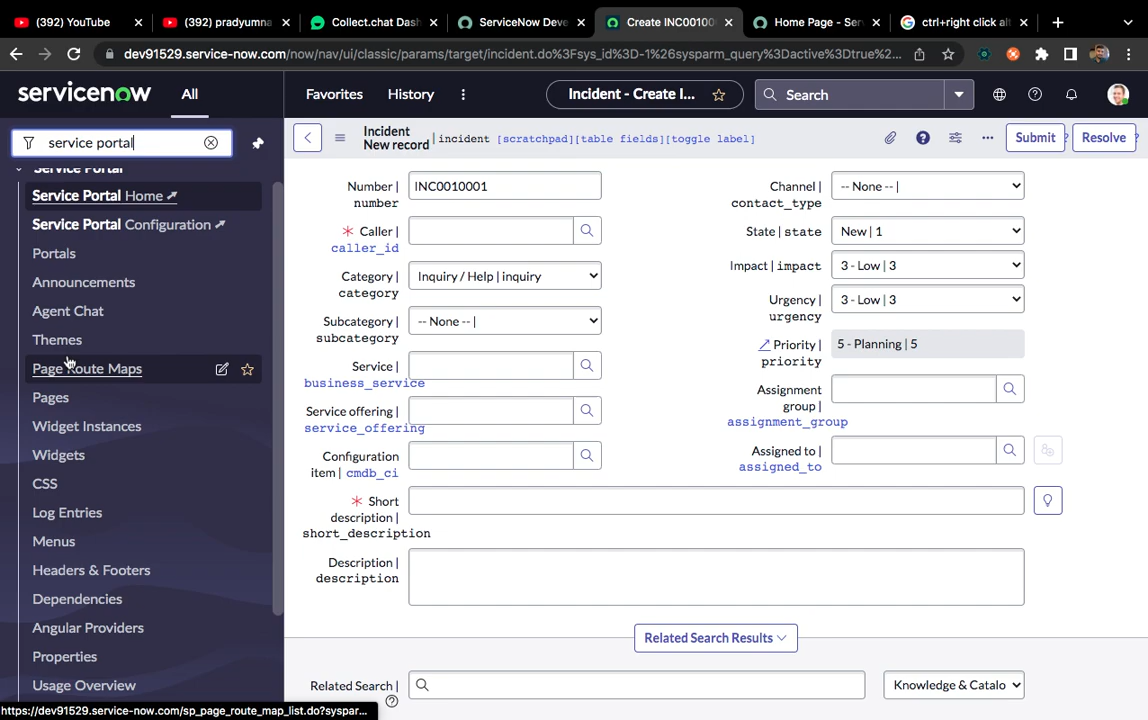 (392) YouTube
(392) pradyumna
Collect.chat Dash
ServiceNow Deve
Create INC00100
Home Page - Serv
ctrl+right click alt
dev91529.service-now.com/now/nav/ui/classic/params/target/incident.do%3Fsys_id%3D-1%26sysparm_query%3Dactive%3Dtrue%2...
servicenow
All
Favorites
History
Incident - Create I...
Search
service portal
Service Portal
Service Portal Home
Service Portal Configuration
Portals
Announcements
Agent Chat
Themes
Page Route Maps
Pages
Widget Instances
Widgets
CSS
Log Entries
Menus
Headers & Footers
Dependencies
Angular Providers
Properties
Usage Overview
https://dev91529.service-now.com/sp_page_route_map_list.do?syspar...
Incident
New record
| incident [scratchpad][table fields][toggle label]
Submit
?
Resolve
?
Number |
number
INC0010001
Caller |
caller_id
Category |
category
Inquiry / Help | inquiry
Subcategory |
subcategory
-- None -- |
Service |
business_service
Service offering |
service_offering
Configuration
item | cmdb_ci
Channel |
contact_type
-- None -- |
State | state
New | 1
Impact | impact
3 - Low | 3
Urgency |
urgency
3 - Low | 3
Priority |
priority
5 - Planning | 5
Assignment
group |
assignment_group
Assigned to |
assigned_to
Short
description |
short_description
Description |
description
Related Search Results
Related Search |
Knowledge & Catalo